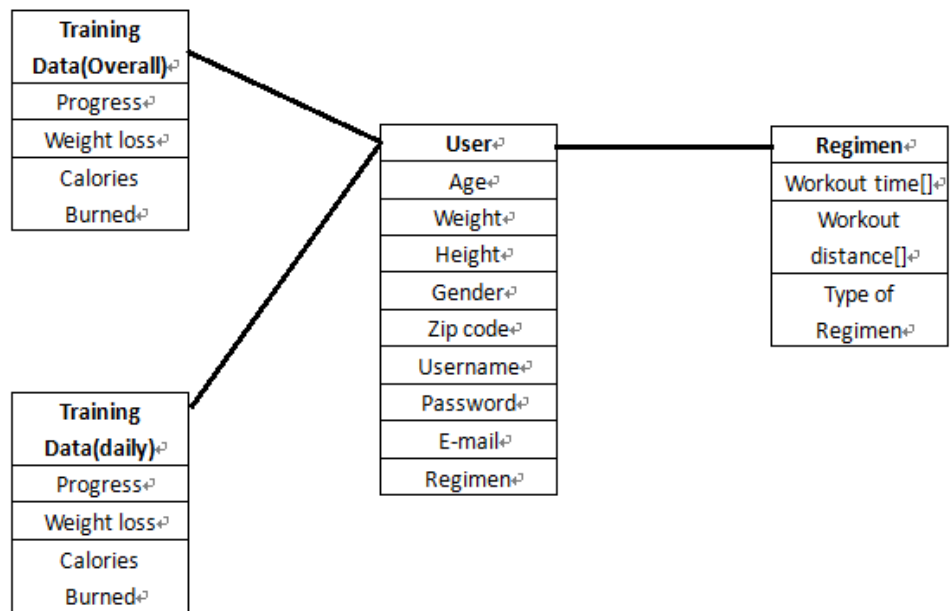 Training
Data(Overall)
Progress
Weight loss
Calories
Burned
Training
Data(daily)
Progress
Weight loss
Calories
Burned
User
Age
Weight
Height
Gender
Zip code
Username
Password
E-mail
Regimen
Regimen
Workout time[]
Workout
distance[]
Type of
Regimen